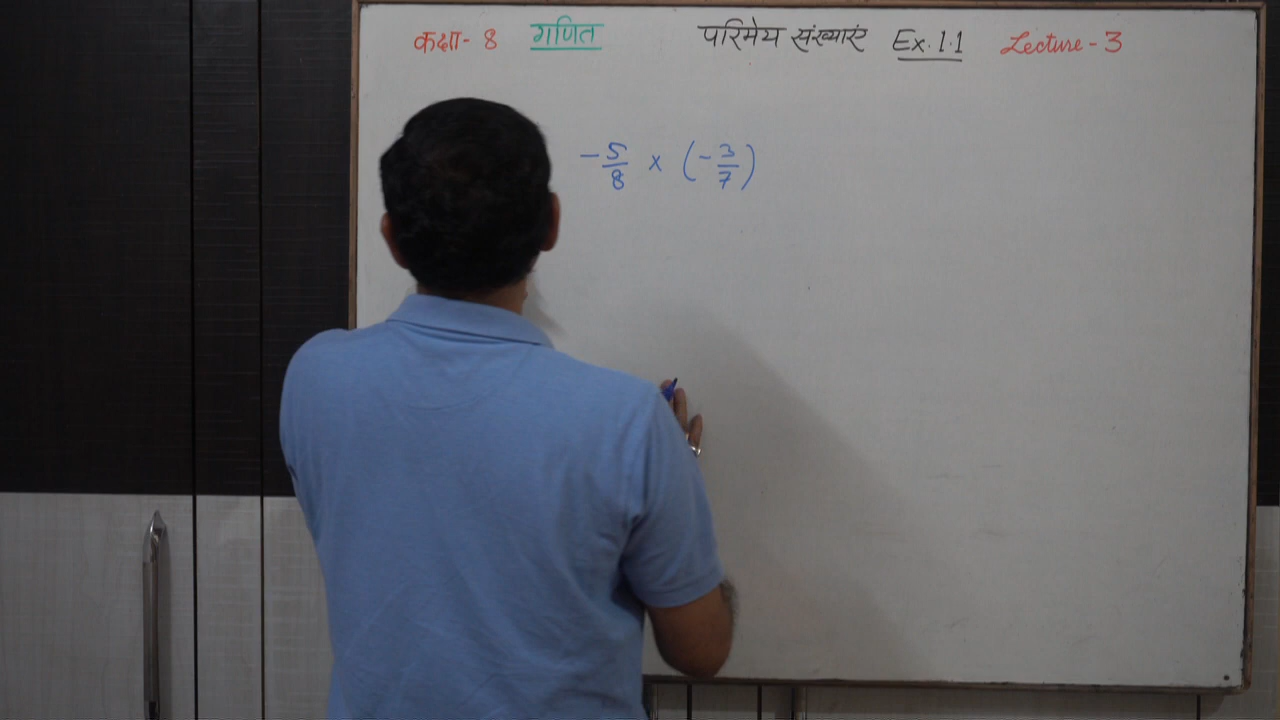 कक्षा- 8 गणित परिमेय संख्याएं Ex. 1.1 Lecture - 3
-5/8 × (-3/7)